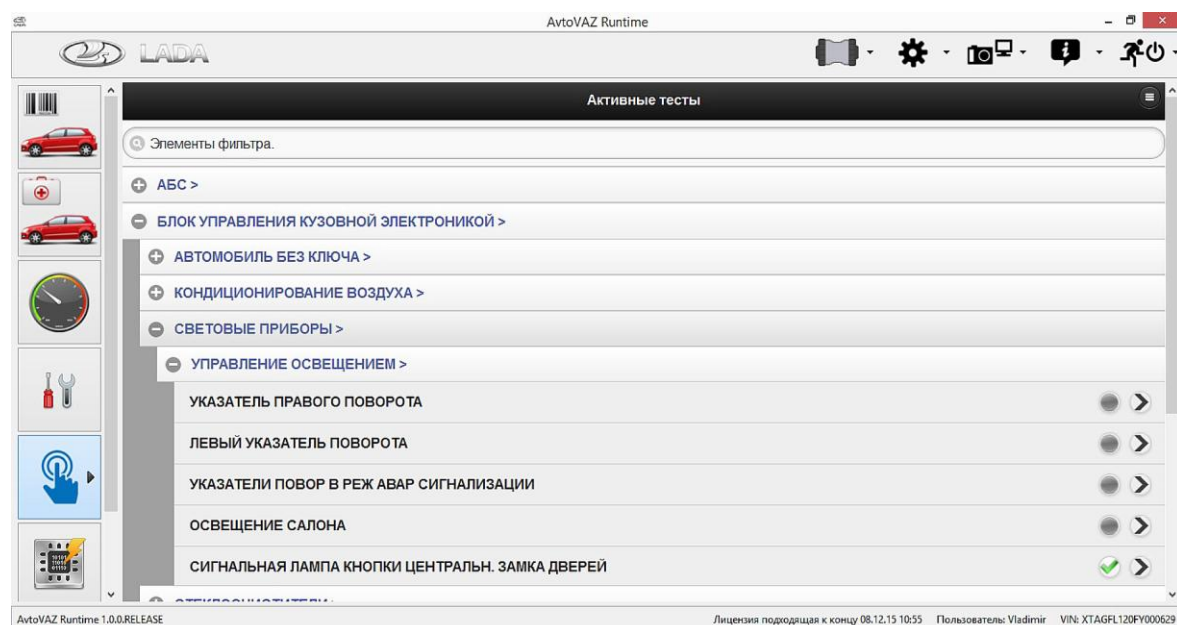 AvtoVAZ Runtime
LADA
Активные тесты
Элементы фильтра.
АБС >
БЛОК УПРАВЛЕНИЯ КУЗОВНОЙ ЭЛЕКТРОНИКОЙ >
АВТОМОБИЛЬ БЕЗ КЛЮЧА >
КОНДИЦИОНИРОВАНИЕ ВОЗДУХА >
СВЕТОВЫЕ ПРИБОРЫ >
УПРАВЛЕНИЕ ОСВЕЩЕНИЕМ >
УКАЗАТЕЛЬ ПРАВОГО ПОВОРОТА
ЛЕВЫЙ УКАЗАТЕЛЬ ПОВОРОТА
УКАЗАТЕЛИ ПОВОР В РЕЖ АВАР СИГНАЛИЗАЦИИ
ОСВЕЩЕНИЕ САЛОНА
СИГНАЛЬНАЯ ЛАМПА КНОПКИ ЦЕНТРАЛЬН. ЗАМКА ДВЕРЕЙ
AvtoVAZ Runtime 1.0.0.RELEASE Лицензия подходящая к концу 08.12.15 10:55 Пользователь: Vladimir VIN: XTAGFL120FY000629